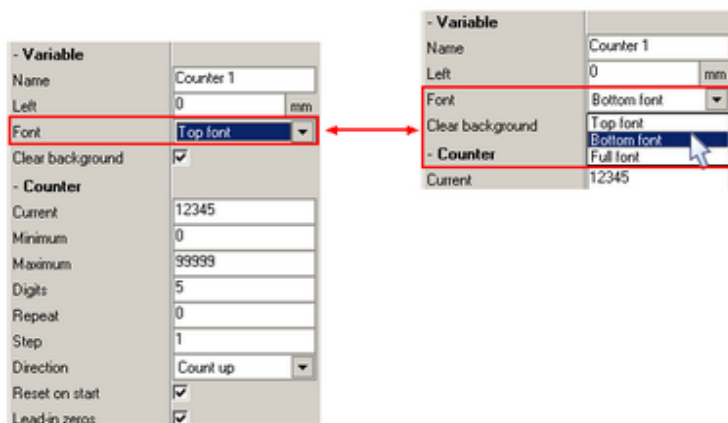 - Variable
Name Counter 1
Left 0 mm
Font Top font
Clear background
- Counter
Current 12345
Minimum 0
Maximum 99999
Digits 5
Repeat 0
Step 1
Direction Count up
Reset on start
Lead-in zeros
- Variable
Name Counter 1
Left 0 mm
Font Bottom font
Clear background Top font
Bottom font
- Counter Full font
Current 12345